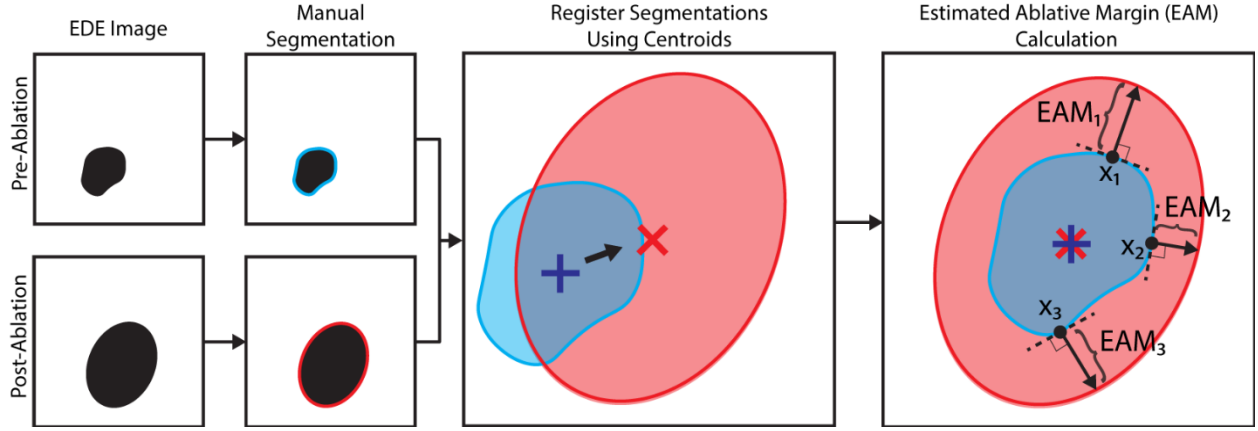 EDE Image
Manual
Segmentation
Register Segmentations
Using Centroids
Estimated Ablative Margin (EAM)
Calculation
Pre-Ablation
Post-Ablation
EAM₁
x₁
EAM₂
x₂
x₃
EAM₃